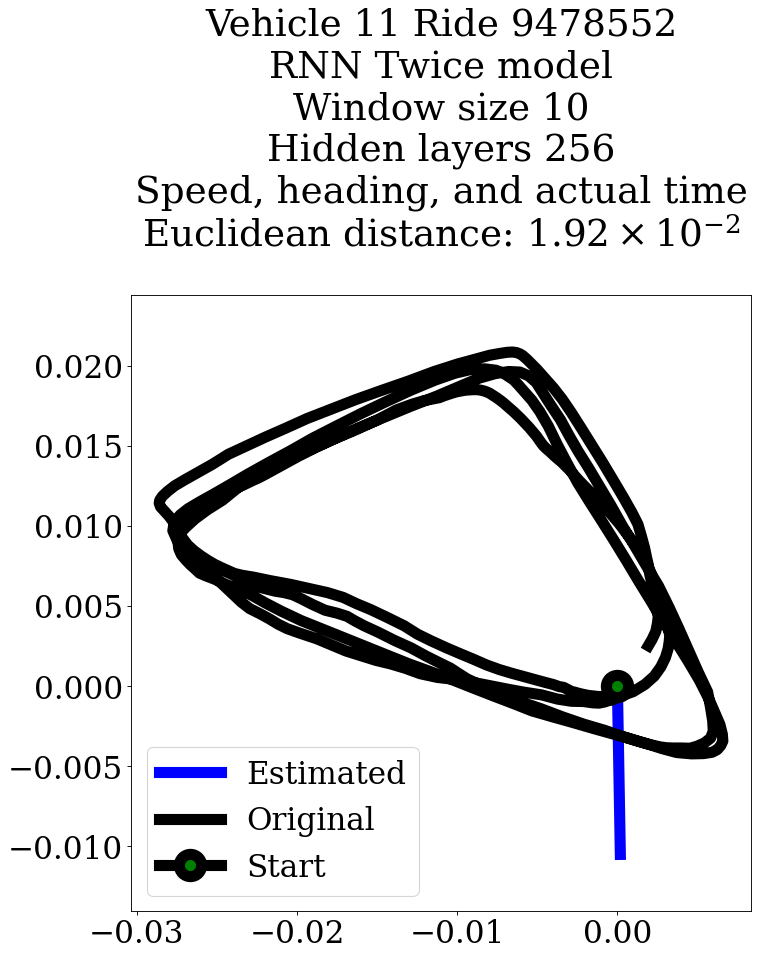 Vehicle 11 Ride 9478552
RNN Twice model
Window size 10
Hidden layers 256
Speed, heading, and actual time
Euclidean distance: 1.92 × 10⁻²
0.020
0.015
0.010
0.005
0.000
−0.005
−0.010
Estimated
Original
Start
−0.03
−0.02
−0.01
0.00